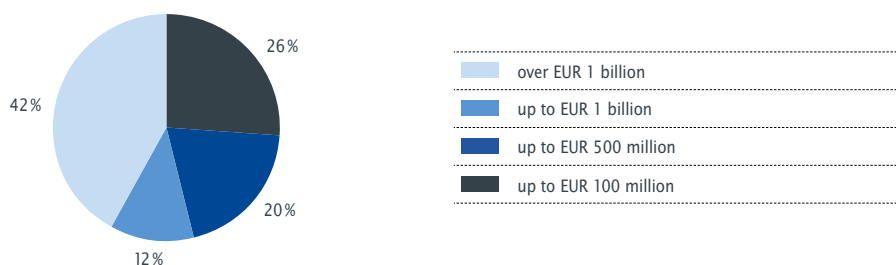 26%
42%
20%
12%
over EUR 1 billion
up to EUR 1 billion
up to EUR 500 million
up to EUR 100 million